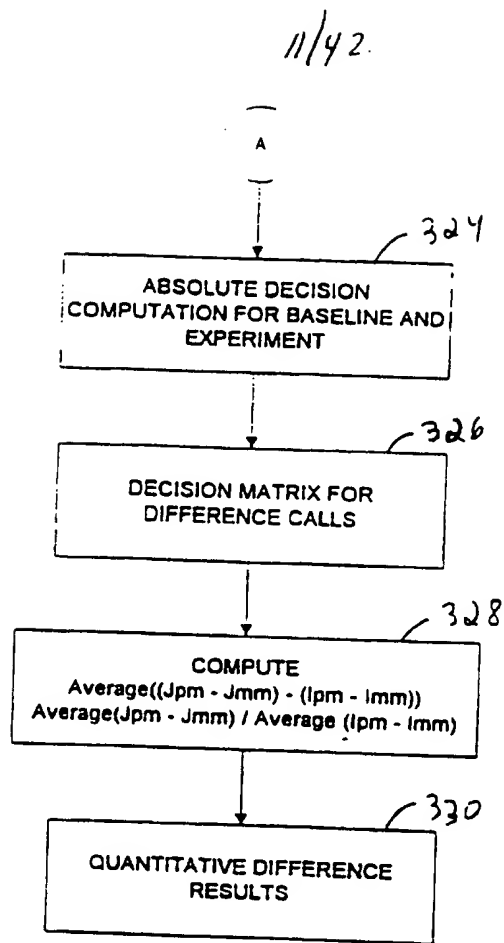 11/42.
A
324
ABSOLUTE DECISION
COMPUTATION FOR BASELINE AND
EXPERIMENT
326
DECISION MATRIX FOR
DIFFERENCE CALLS
328
COMPUTE
Average((Jpm - Jmm) - (Ipm - Imm))
Average(Jpm - Jmm) / Average (Ipm - Imm)
330
QUANTITATIVE DIFFERENCE
RESULTS